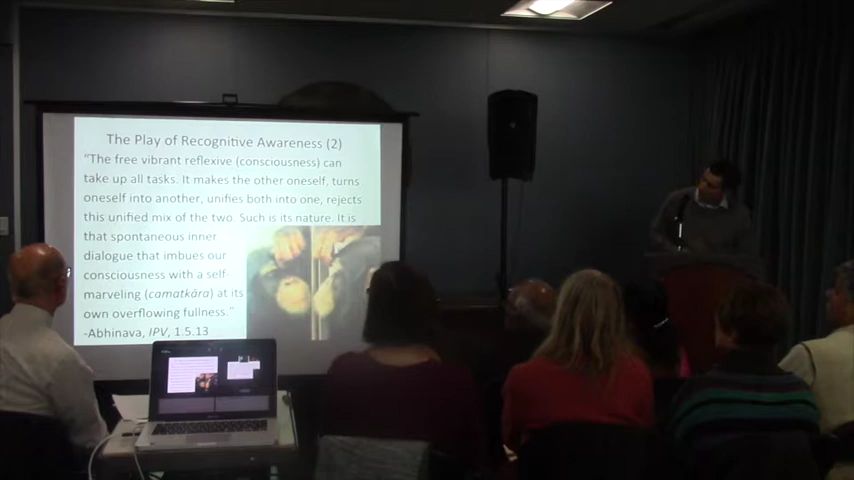 The Play of Recognitive Awareness (2)
"The free vibrant reflexive (consciousness) can
take up all tasks. It makes the other oneself, turns
oneself into another, unifies both into one, rejects
this unified mix of the two. Such is its nature. It is
that spontaneous inner
dialogue that imbues our
consciousness with a self-
marveling (camatkāra) at its
own overflowing fullness."
-Abhinava, IPV, 1.5.13